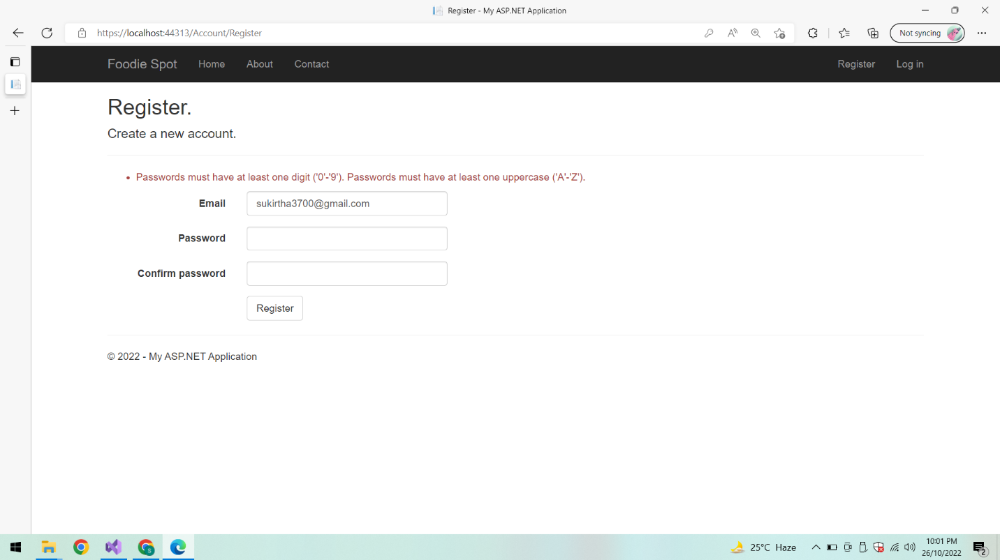 Register - My ASP.NET Application
https://localhost:44313/Account/Register
Not syncing
Foodie Spot Home About Contact Register Log in
Register.
Create a new account.
Passwords must have at least one digit ('0'-'9'). Passwords must have at least one uppercase ('A'-'Z').
Email sukirtha3700@gmail.com
Password
Confirm password
Register
© 2022 - My ASP.NET Application
25°C Haze 10:01 PM
26/10/2022
2